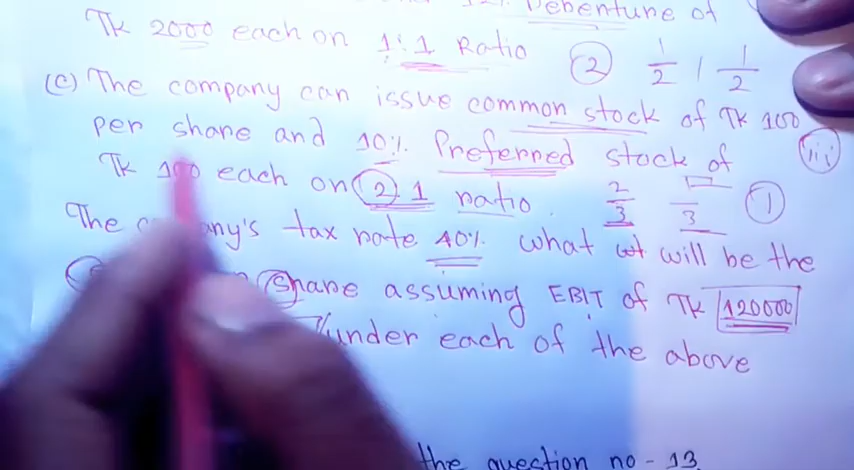 Debenture of
TK 2000 each on 1:1 Ratio ② 1/2 / 1/2
(c) The company can issue common stock of TK 100
per share and 10% Preferred stock of (iii)
TK 100 each on 2:1 ratio. 2/3 1/3 ①
The company's tax rate 40% what will be the
share assuming EBIT of TK 120000
under each of the above
the question no - 13